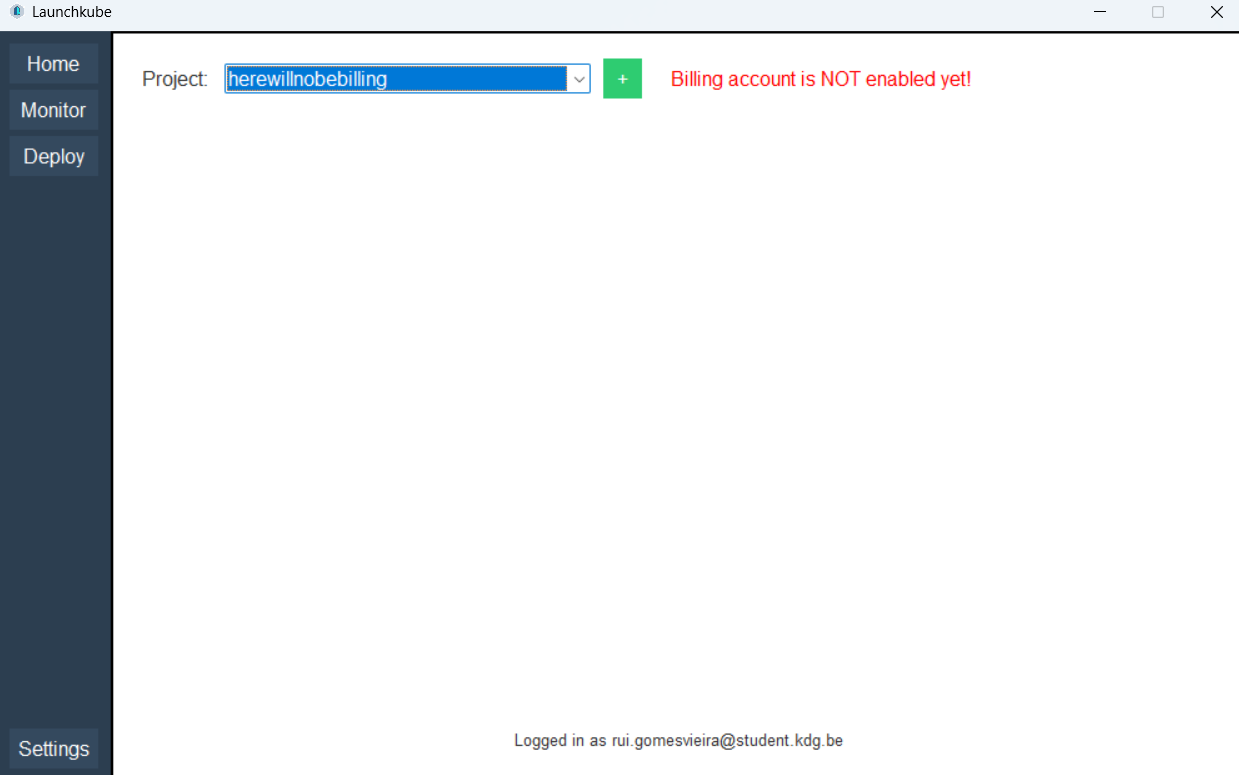 Launchkube
Home
Monitor
Deploy
Settings
Project: herewillnobebilling + Billing account is NOT enabled yet!
Logged in as rui.gomesvieira@student.kdg.be